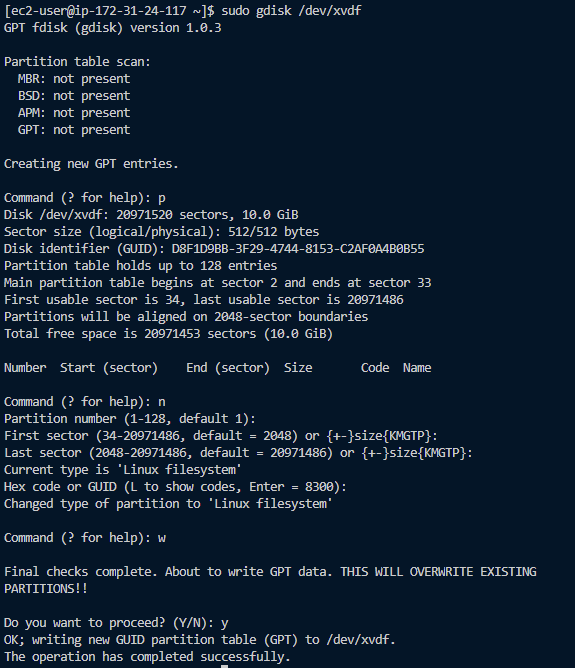 [ec2-user@ip-172-31-24-117 ~]$ sudo gdisk /dev/xvdf
GPT fdisk (gdisk) version 1.0.3
Partition table scan:
MBR: not present
BSD: not present
APM: not present
GPT: not present
Creating new GPT entries.
Command (? for help): p
Disk /dev/xvdf: 20971520 sectors, 10.0 GiB
Sector size (logical/physical): 512/512 bytes
Disk identifier (GUID): D8F1D9BB-3F29-4744-8153-C2AF0A4B0B55
Partition table holds up to 128 entries
Main partition table begins at sector 2 and ends at sector 33
First usable sector is 34, last usable sector is 20971486
Partitions will be aligned on 2048-sector boundaries
Total free space is 20971453 sectors (10.0 GiB)
Number  Start (sector)    End (sector)  Size       Code  Name
Command (? for help): n
Partition number (1-128, default 1):
First sector (34-20971486, default = 2048) or {+-}size{KMGTP}:
Last sector (2048-20971486, default = 20971486) or {+-}size{KMGTP}:
Current type is 'Linux filesystem'
Hex code or GUID (L to show codes, Enter = 8300):
Changed type of partition to 'Linux filesystem'
Command (? for help): w
Final checks complete. About to write GPT data. THIS WILL OVERWRITE EXISTING
PARTITIONS!!
Do you want to proceed? (Y/N): y
OK; writing new GUID partition table (GPT) to /dev/xvdf.
The operation has completed successfully.